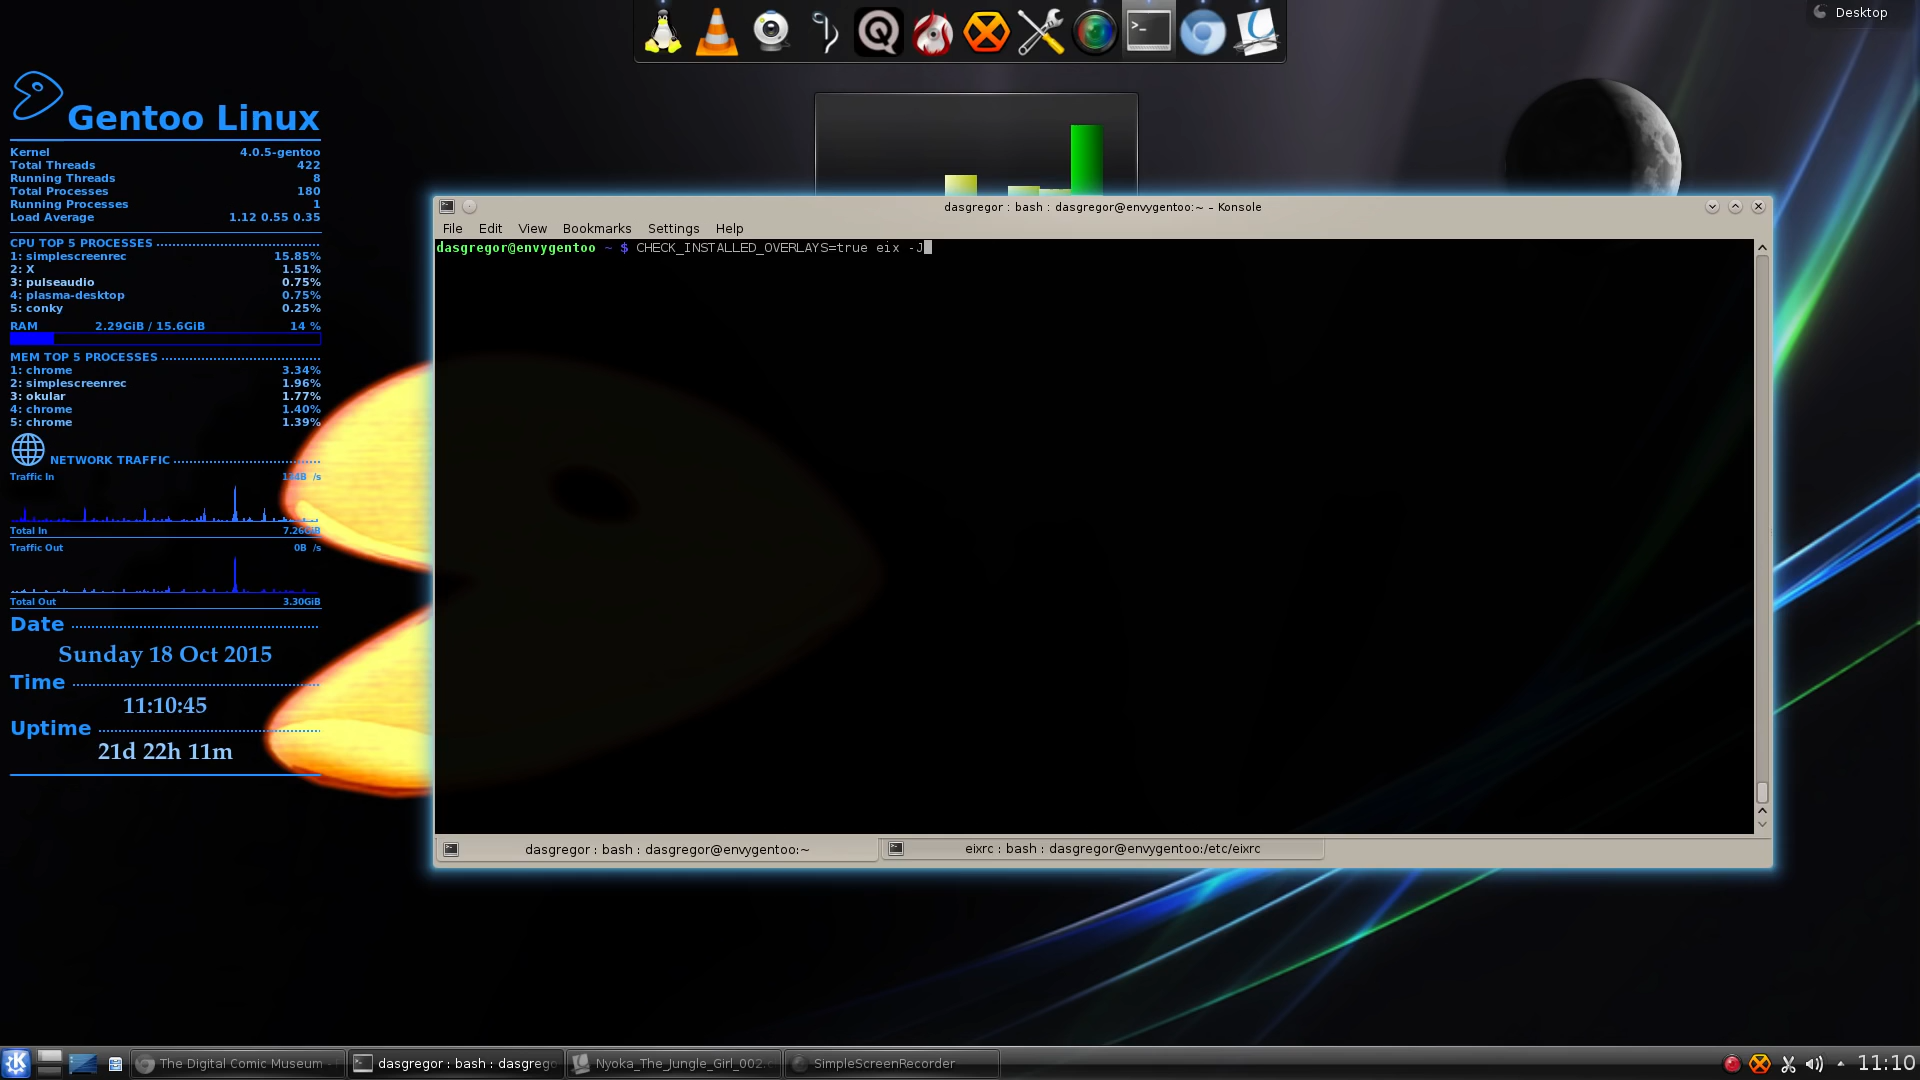 Desktop
Gentoo Linux
Kernel 4.0.5-gentoo
Total Threads 422
Running Threads 8
Total Processes 180
Running Processes 1
Load Average 1.12 0.55 0.35
CPU TOP 5 PROCESSES
1: simplescreenrec 15.85%
2: X 1.51%
3: pulseaudio 0.75%
4: plasma-desktop 0.75%
5: conky 0.25%
RAM 2.29GiB / 15.6GiB 14 %
MEM TOP 5 PROCESSES
1: chrome 3.34%
2: simplescreenrec 1.96%
3: okular 1.77%
4: chrome 1.40%
5: chrome 1.39%
NETWORK TRAFFIC
Traffic In /s
Total In 7.26GiB
Traffic Out 0B /s
Total Out 3.30GiB
Date
Sunday 18 Oct 2015
Time
11:10:45
Uptime
21d 22h 11m
dasgregor : bash : dasgregor@envygentoo:~ – Konsole
File Edit View Bookmarks Settings Help
dasgregor@envygentoo ~ $ CHECK_INSTALLED_OVERLAYS=true eix -J
dasgregor : bash : dasgregor@envygentoo:~
eixrc : bash : dasgregor@envygentoo:/etc/eixrc
The Digital Comic Museum
dasgregor : bash : dasgreg
Nyoka_The_Jungle_Girl_002.
SimpleScreenRecorder
11:10